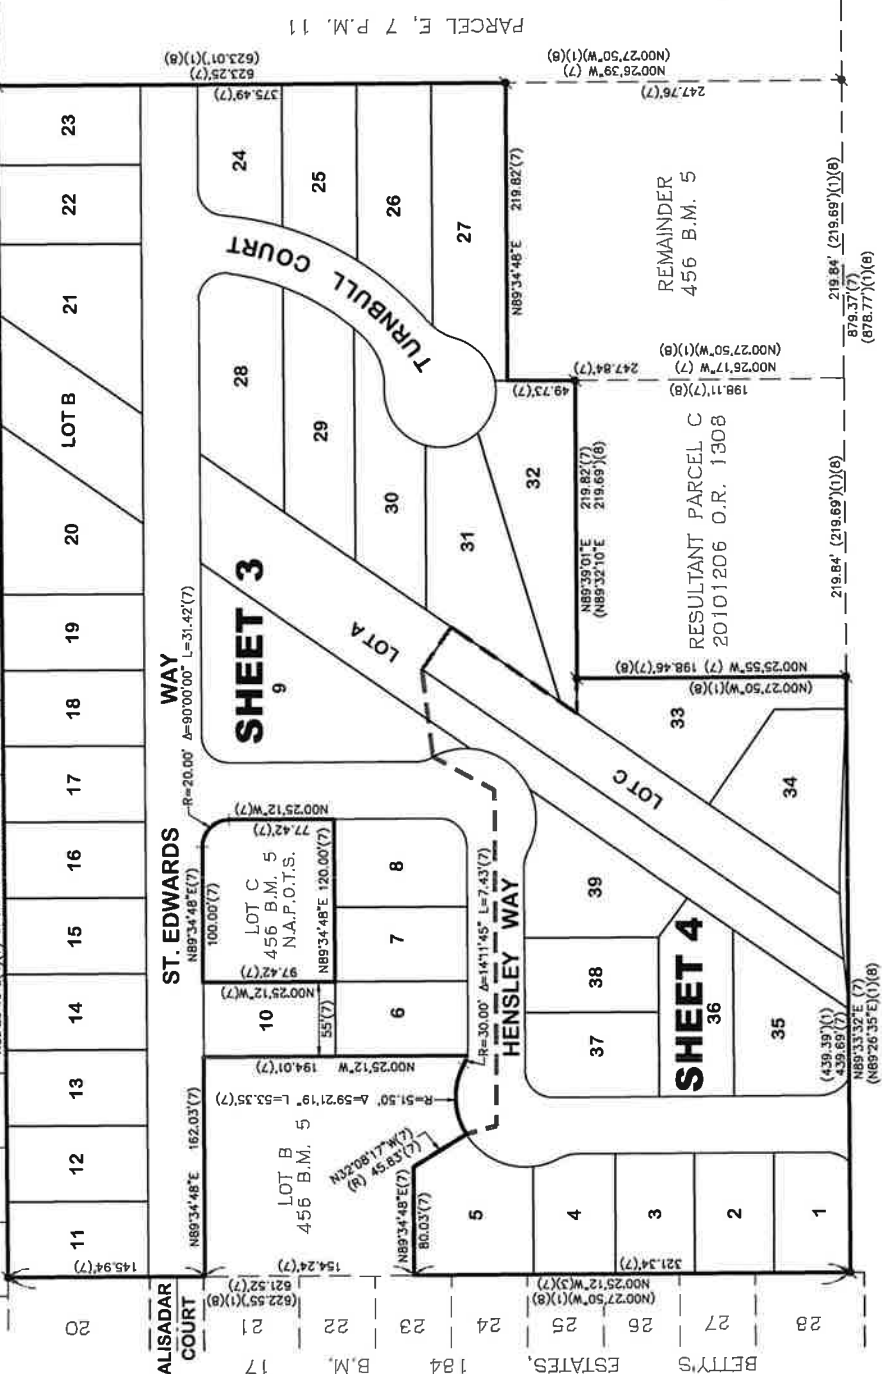 PARCEL E, 7 P.M. 11
(623.01')(1)(8)
623.25'(7)
375.49'(7)
(N00°27'50"W)(1)(8)
N00°26'39"W (7)
247.76'(7)
23
22
21
LOT B
20
19
18
17
16
15
14
13
12
11
145.94'(7)
ST. EDWARDS WAY
ALISADAR
COURT
24
25
26
27
TURNBULL COURT
28
29
30
31
32
N89°34'48"E 219.82'(7)
REMAINDER
456 B.M. 5
219.84' (219.69')(1)(8)
879.37'(7)
(878.77')(1)(8)
(N00°27'50"W)(1)(8)
N00°25'17"W (7)
247.84'(7)
198.11'(7)(8)
49.73'(7)
N89°39'01"E 219.82'(7)
(N89°32'10"E 219.69')(8)
RESULTANT PARCEL C
20101206 O.R. 1308
219.84' (219.69')(1)(8)
N00°25'55"W (7) 198.46'(7)(8)
(N00°27'50"W)(1)(8)
SHEET 3
9
LOT A
R=20.00' Δ=90°00'00" L=31.42'(7)
N89°34'48"E(7)
100.00'(7)
N00°25'12"W(7)
77.42'(7)
LOT C
456 B.M. 5
N.A.P.O.T.S.
97.42'(7)
N00°25'12"W(7)
N89°34'48"E 120.00'(7)
10
55'(7)
8
7
6
N00°25'12"W 194.01'(7)
N89°34'48"E 162.03'(7)
LOT B
456 B.M. 5
R=51.50' Δ=59°21'19" L=53.35'(7)
R=30.00' Δ=14°11'45" L=7.43'(7)
HENSLEY WAY
N32°08'17"W(7)
(R) 45.83'(7)
N89°34'48"E(7)
80.03'(7)
154.24'(7)
621.52'(7)
(622.55')(1)(8)
33
34
LOT C
39
38
37
SHEET 4
36
35
(439.39')(1)
439.69'(7)
N89°33'32"E (7)
(N89°26'35"E)(1)(8)
5
4
3
2
1
321.34'(7)
N00°25'12"W(3)(7)
(N00°27'50"W)(1)(8)
20
21
22
23
24
25
26
27
28
BETTY'S ESTATES, 184 B.M. 17